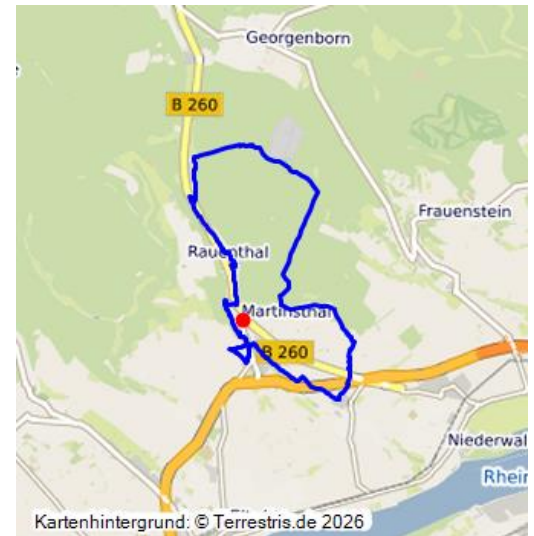 Georgenborn
B 260
Frauenstein
Rauenthal
Martinsthal
B 260
Niederwal
Rhein
Kartenhintergrund: © Terrestris.de 2026